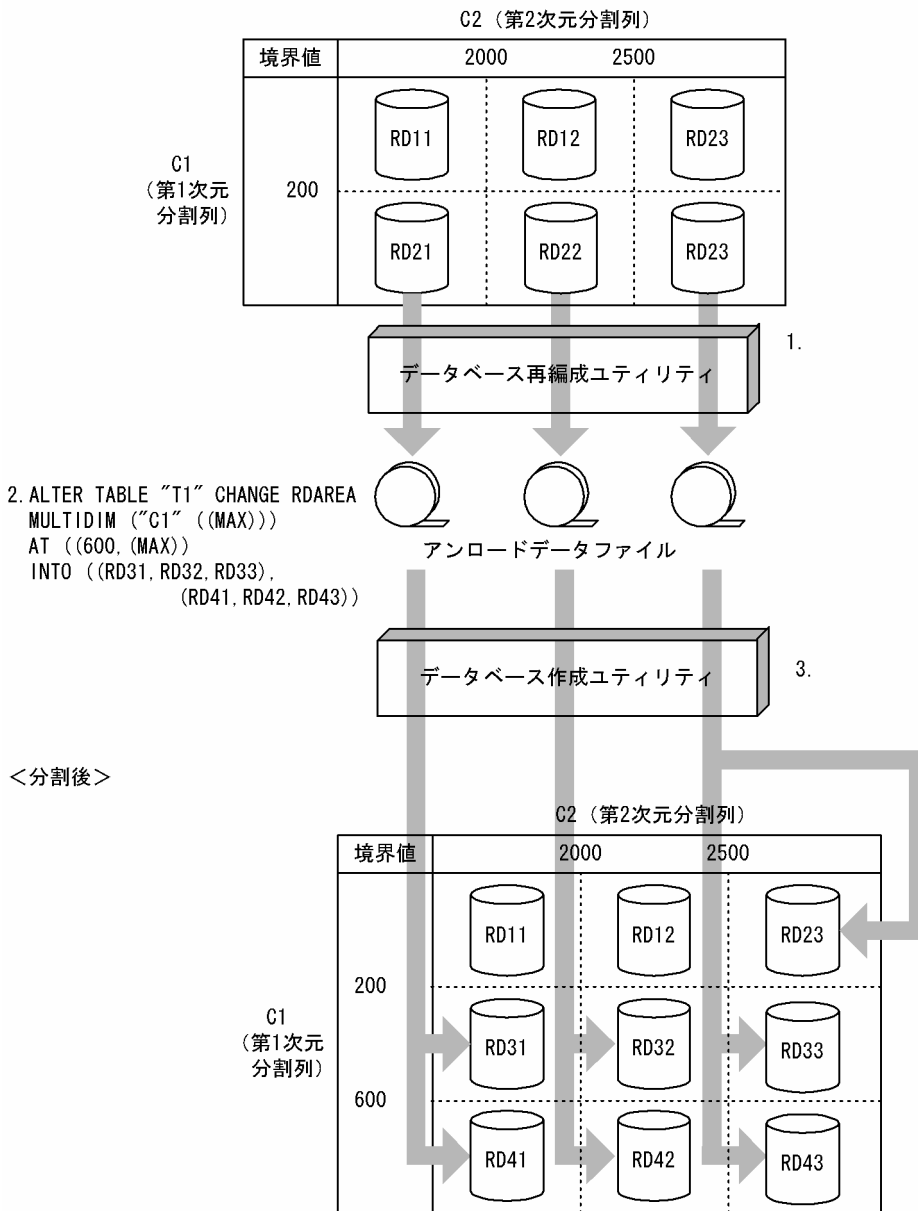 C2（第2次元分割列）
境界値 2000 2500
RD11 RD12 RD23
C1
（第1次元
分割列）
200
RD21 RD22 RD23
1.
データベース再編成ユティリティ
2. ALTER TABLE "T1" CHANGE RDAREA
MULTIDIM ("C1" ((MAX)))
AT ((600,(MAX))
INTO ((RD31,RD32,RD33),
(RD41,RD42,RD43))
アンロードデータファイル
データベース作成ユティリティ
3.
＜分割後＞
C2（第2次元分割列）
境界値 2000 2500
RD11 RD12 RD23
200
C1
（第1次元
分割列）
RD31 RD32 RD33
600
RD41 RD42 RD43